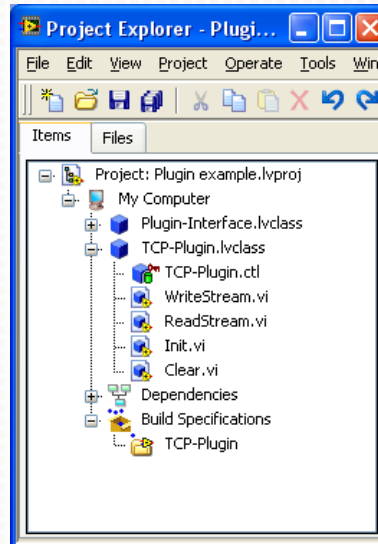 Project Explorer - Plugi...
File Edit View Project Operate Tools Win
Items Files
Project: Plugin example.lvproj
My Computer
Plugin-Interface.lvclass
TCP-Plugin.lvclass
TCP-Plugin.ctl
WriteStream.vi
ReadStream.vi
Init.vi
Clear.vi
Dependencies
Build Specifications
TCP-Plugin